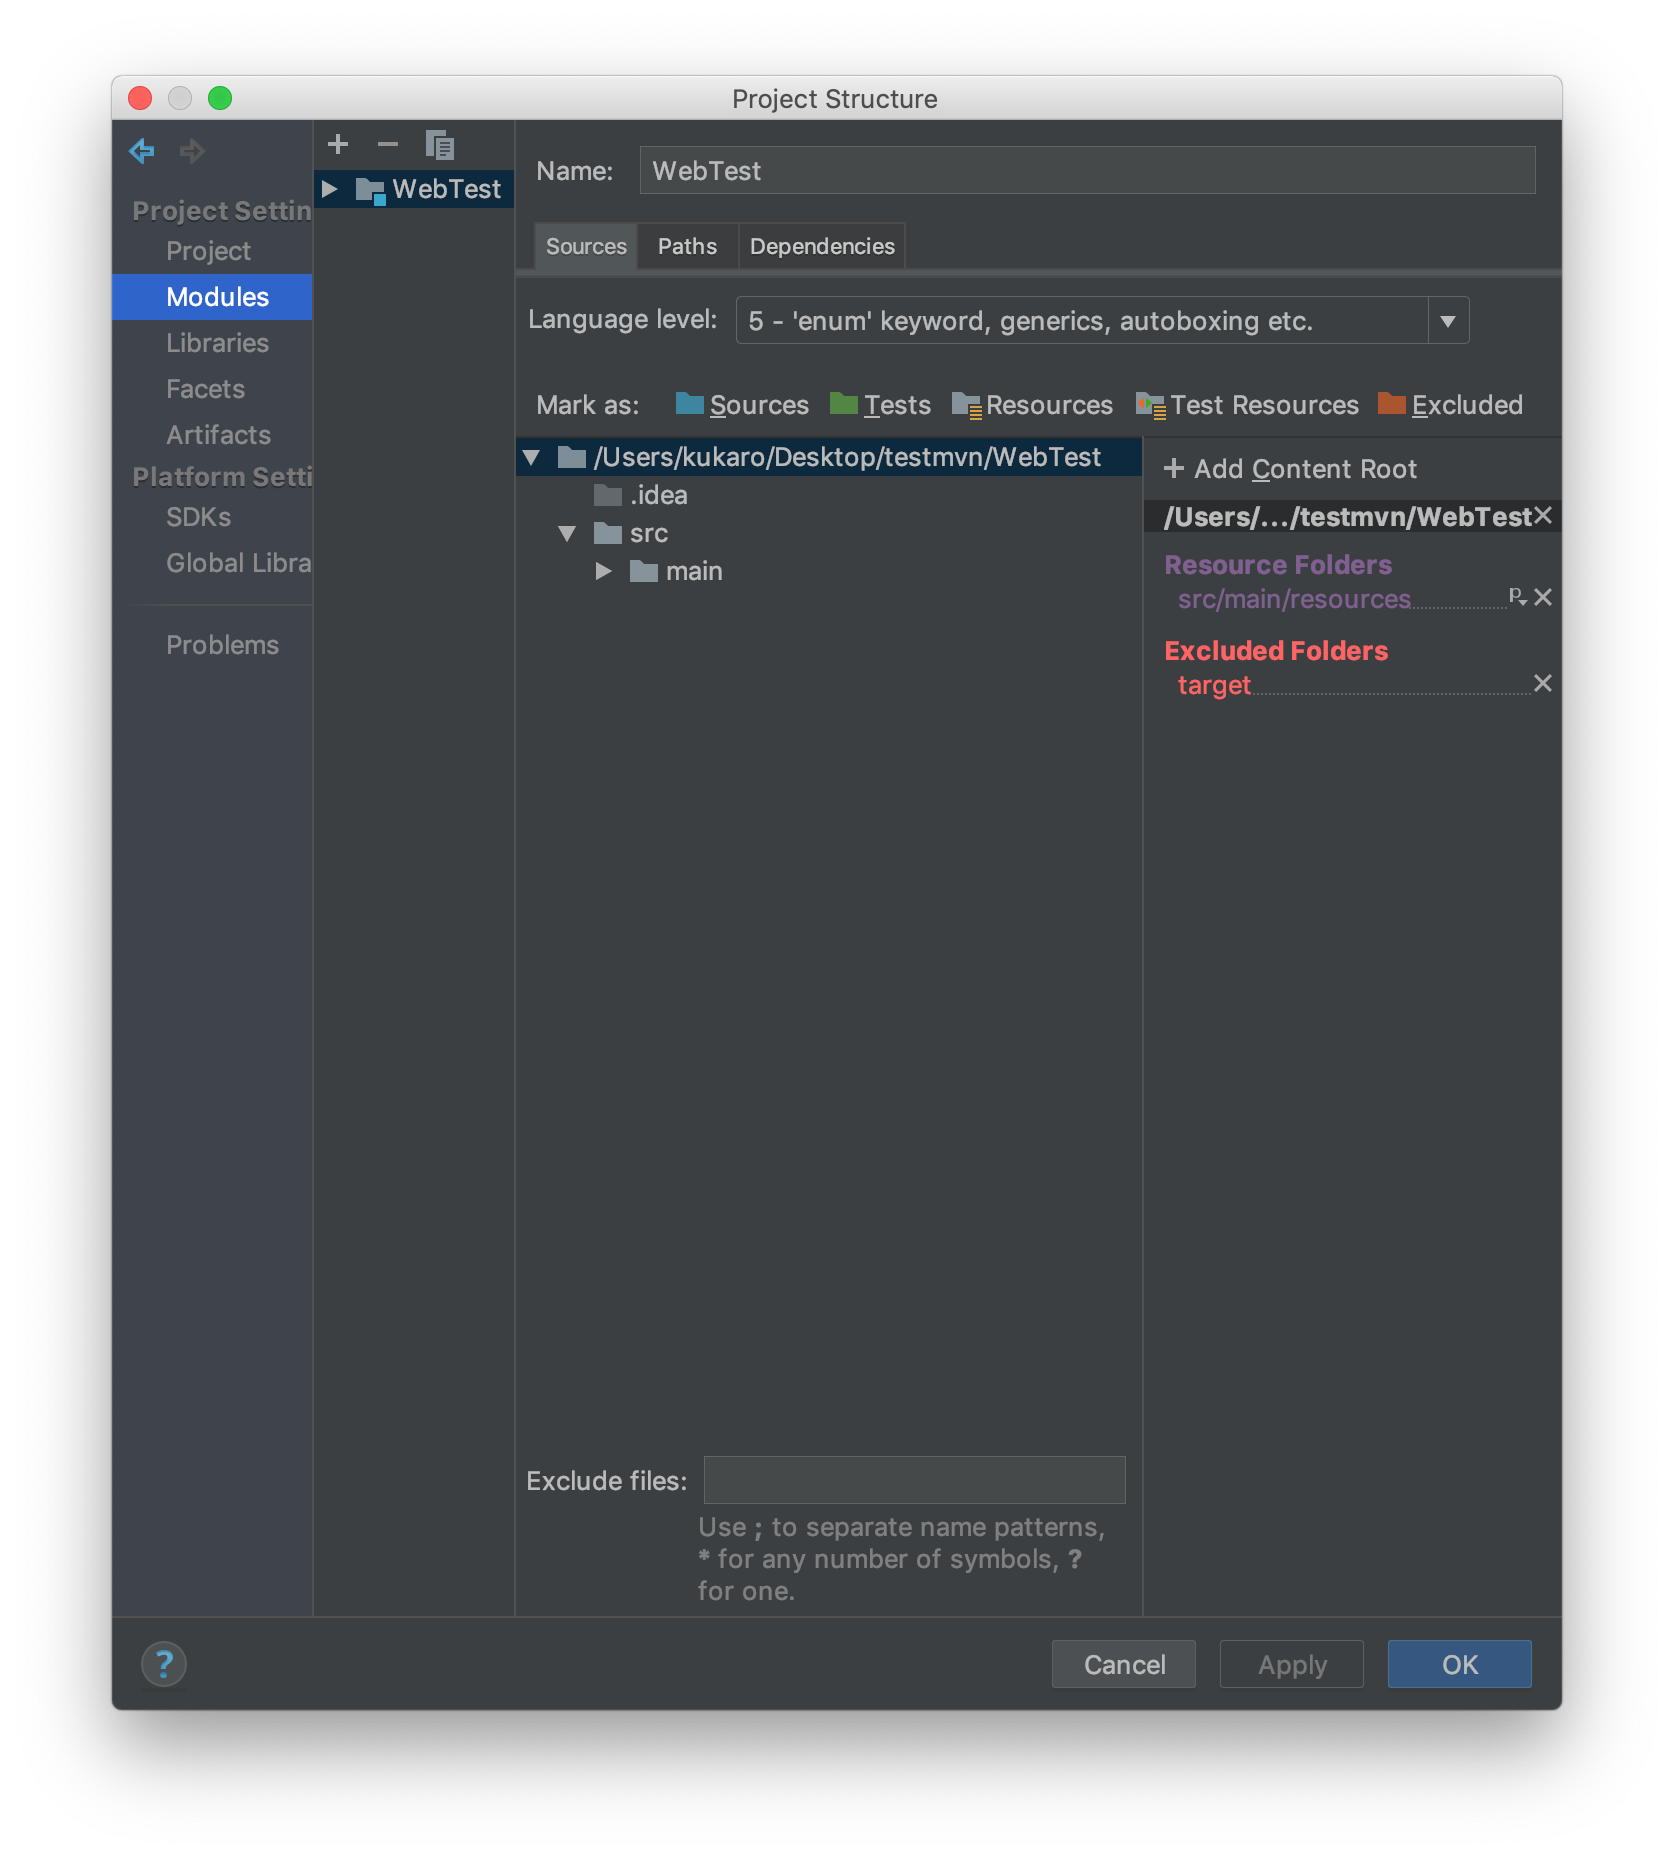 Project Structure
Project Settin
Project
Modules
Libraries
Facets
Artifacts
Platform Setti
SDKs
Global Libra
Problems
WebTest
Name: WebTest
Sources Paths Dependencies
Language level: 5 - 'enum' keyword, generics, autoboxing etc.
Mark as: Sources Tests Resources Test Resources Excluded
/Users/kukaro/Desktop/testmvn/WebTest
.idea
src
main
+ Add Content Root
/Users/.../testmvn/WebTest
Resource Folders
src/main/resources
Excluded Folders
target
Exclude files:
Use ; to separate name patterns,
* for any number of symbols, ?
for one.
? Cancel Apply OK